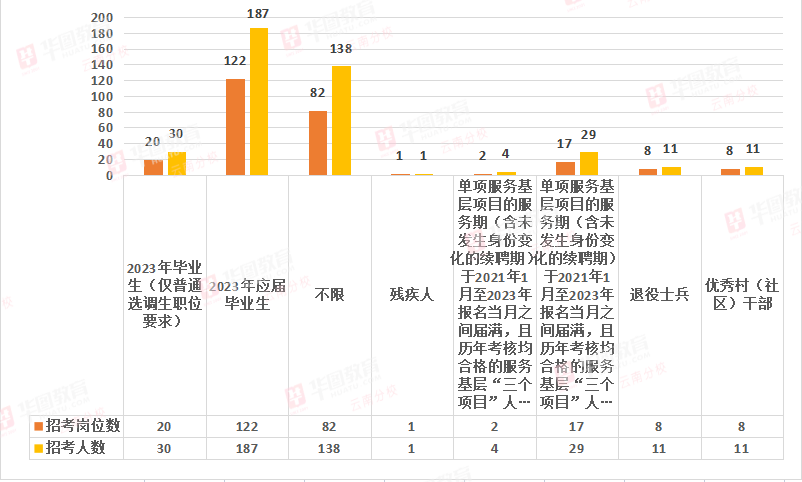 200
180
160
140
120
100
80
60
40
20
0
20
30
122
187
82
138
1
1
2
4
17
29
8
11
8
11
2023年毕业
生（仅普通
选调生职位
要求）
2023年应届
毕业生
不限
残疾人
单项服务基
层项目的服
务期（含未
发生身份变
化的续聘期）
于2021年1
月至2023年
报名当月之
间届满，且
历年考核均
合格的服务
基层“三个
项目”人…
单项服务基
层项目的服
务期（含未
发生身份变
化的续聘期）
于2021年1
月至2023年
报名当月之
间届满，且
历年考核均
合格的服务
基层“三个
项目”人…
退役士兵
优秀村（社
区）干部
招考岗位数 20 122 82 1 2 17 8 8
招考人数 30 187 138 1 4 29 11 11
华图教育
云南分校